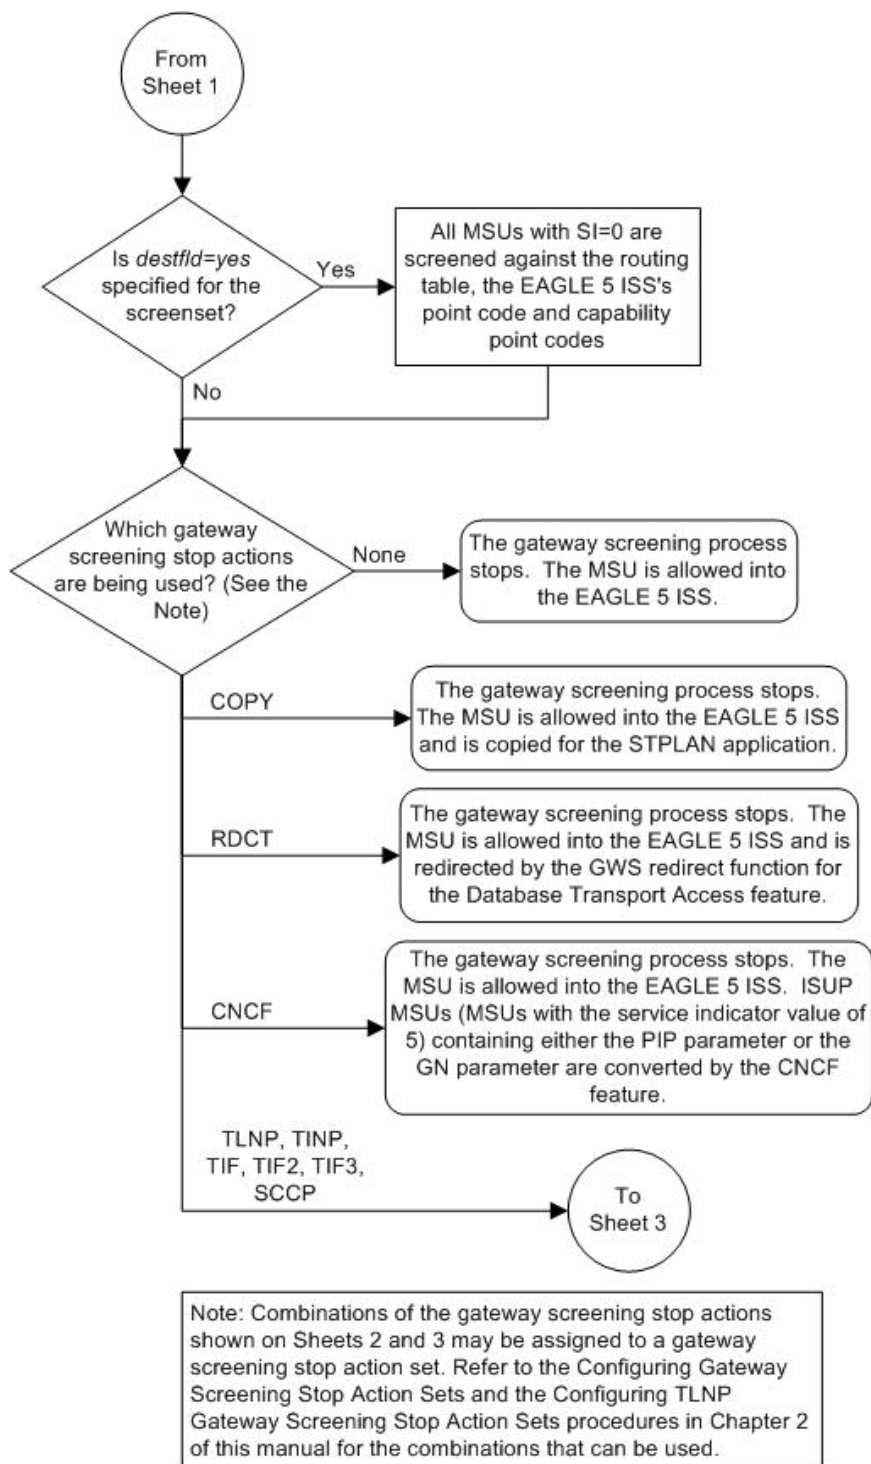 From
Sheet 1
Is destfld=yes
specified for the
screenset?
Yes
All MSUs with SI=0 are
screened against the routing
table, the EAGLE 5 ISS's
point code and capability
point codes
No
Which gateway
screening stop actions
are being used? (See the
Note)
None
The gateway screening process
stops. The MSU is allowed into
the EAGLE 5 ISS.
COPY
The gateway screening process stops.
The MSU is allowed into the EAGLE 5 ISS
and is copied for the STPLAN application.
RDCT
The gateway screening process stops. The
MSU is allowed into the EAGLE 5 ISS and is
redirected by the GWS redirect function for
the Database Transport Access feature.
CNCF
The gateway screening process stops. The
MSU is allowed into the EAGLE 5 ISS. ISUP
MSUs (MSUs with the service indicator value of
5) containing either the PIP parameter or the
GN parameter are converted by the CNCF
feature.
TLNP, TINP,
TIF, TIF2, TIF3,
SCCP
To
Sheet 3
Note: Combinations of the gateway screening stop actions
shown on Sheets 2 and 3 may be assigned to a gateway
screening stop action set. Refer to the Configuring Gateway
Screening Stop Action Sets and the Configuring TLNP
Gateway Screening Stop Action Sets procedures in Chapter 2
of this manual for the combinations that can be used.